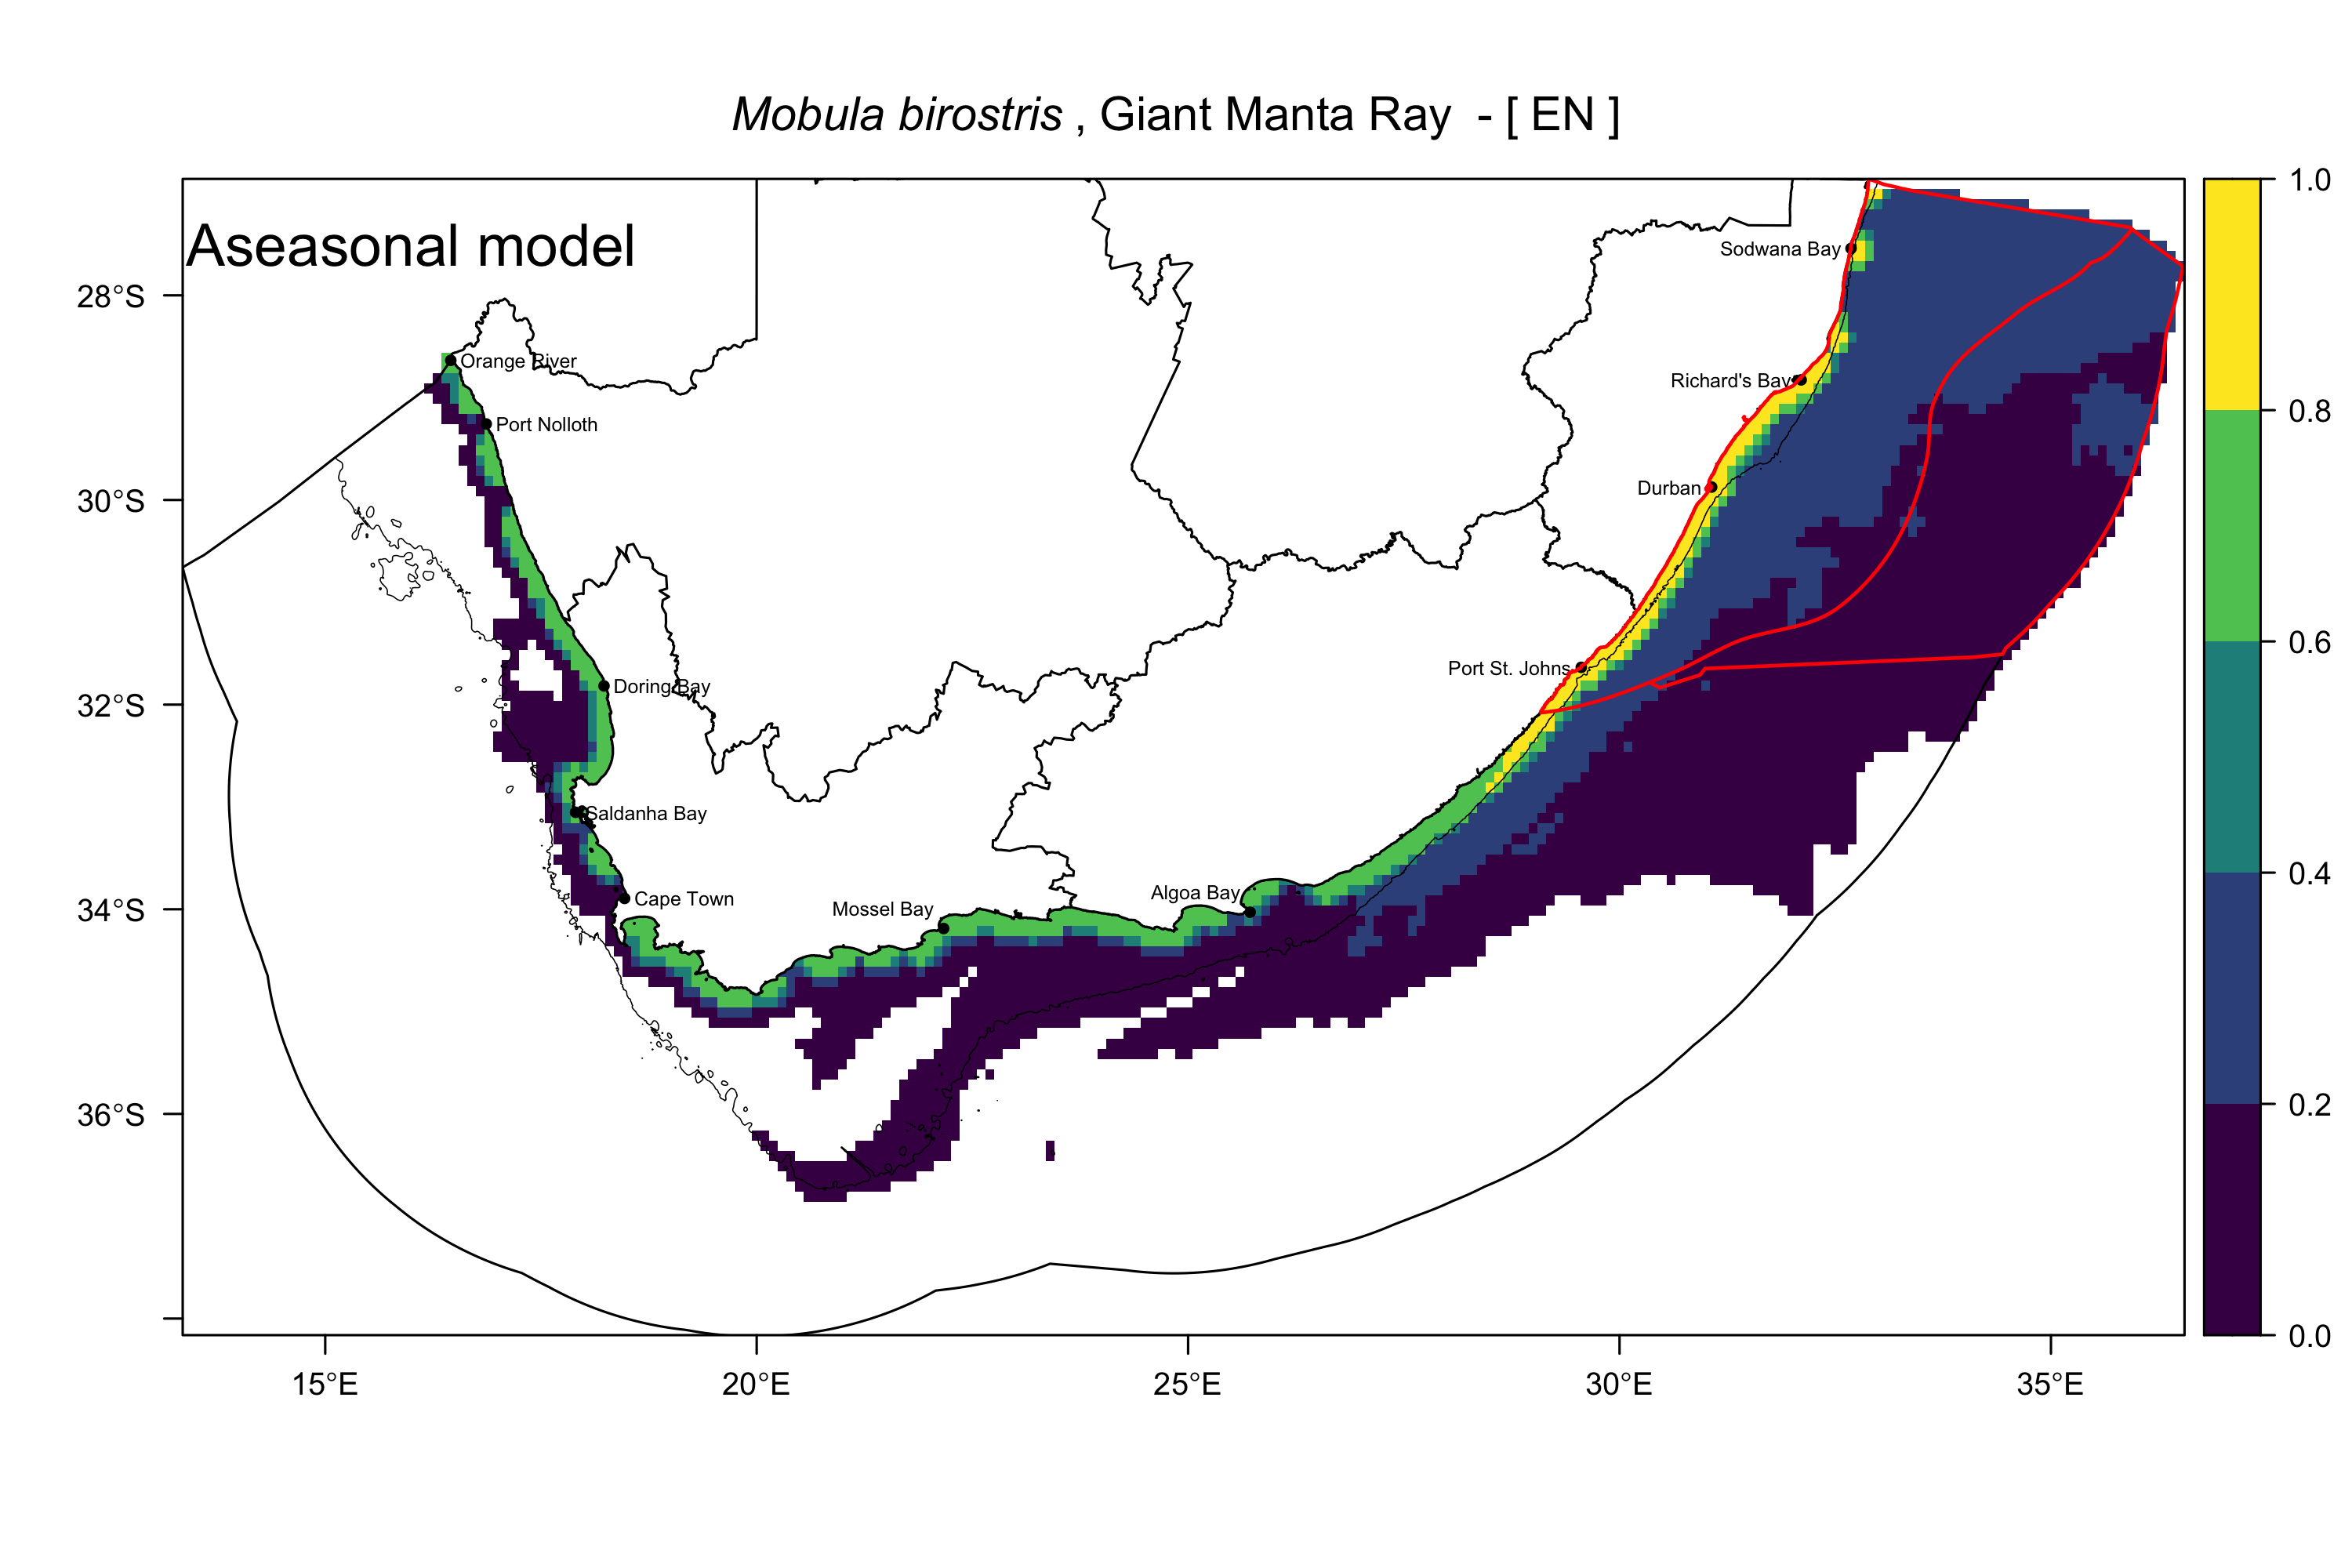 Mobula birostris , Giant Manta Ray - [ EN ]
Aseasonal model
1.0
0.8
0.6
0.4
0.2
0.0
28°S
30°S
32°S
34°S
36°S
15°E
20°E
25°E
30°E
35°E
Sodwana Bay
Orange River
Richard's Bay
Port Nolloth
Durban
Port St. Johns
Doring Bay
Saldanha Bay
Algoa Bay
Cape Town
Mossel Bay